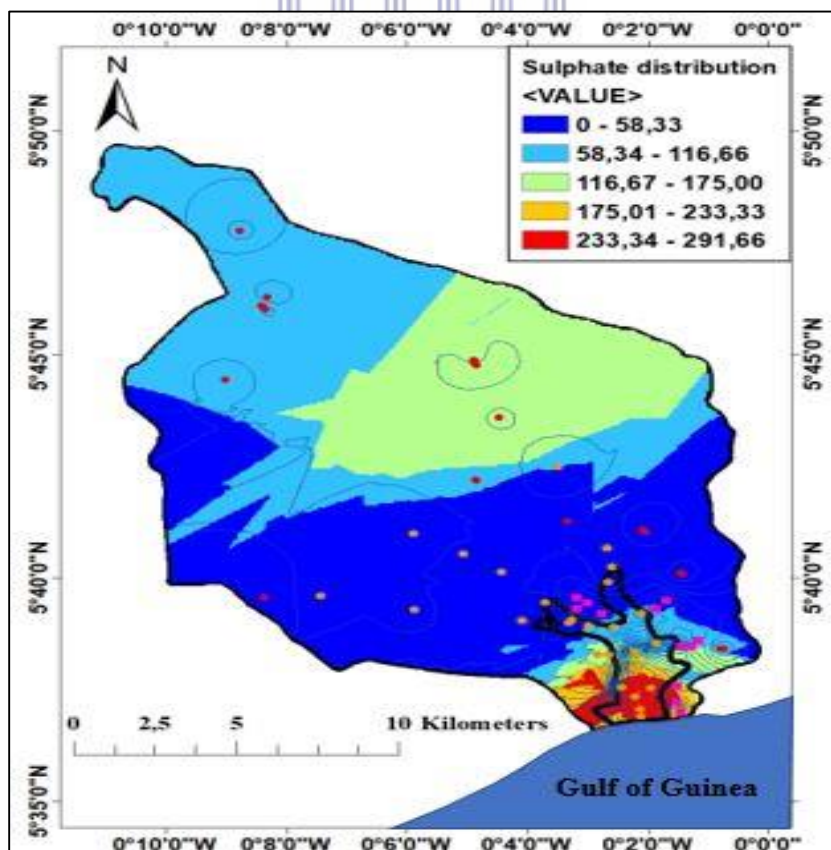 0°10'0"W 0°8'0"W 0°6'0"W 0°4'0"W 0°2'0"W 0°0'0"
N
Sulphate distribution
<VALUE>
0 - 58,33
58,34 - 116,66
116,67 - 175,00
175,01 - 233,33
233,34 - 291,66
5°50'0"N 5°50'0"N
5°45'0"N 5°45'0"N
5°40'0"N 5°40'0"N
0 2,5 5 10 Kilometers
Gulf of Guinea
5°35'0"N 5°35'0"N
0°10'0"W 0°8'0"W 0°6'0"W 0°4'0"W 0°2'0"W 0°0'0"